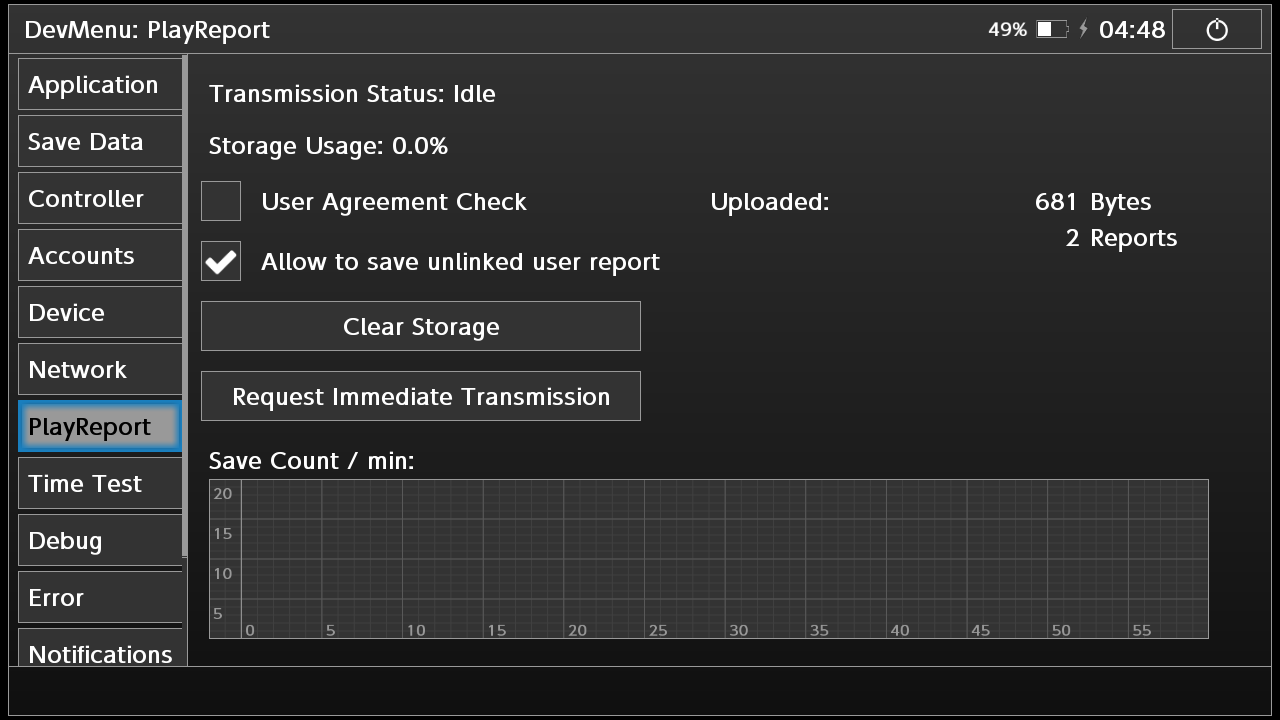 DevMenu: PlayReport
49%
04:48
Application
Save Data
Controller
Accounts
Device
Network
PlayReport
Time Test
Debug
Error
Notifications
Transmission Status: Idle
Storage Usage: 0.0%
User Agreement Check
Uploaded: 681 Bytes
2 Reports
Allow to save unlinked user report
Clear Storage
Request Immediate Transmission
Save Count / min:
20
15
10
5
0 5 10 15 20 25 30 35 40 45 50 55